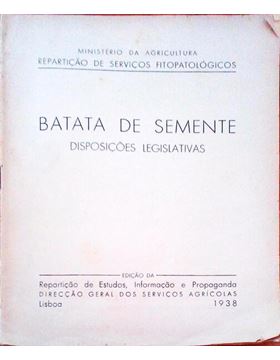 MINISTÉRIO DA AGRICULTURA
REPARTIÇÃO DE SERVIÇOS FITOPATOLÓGICOS
BATATA DE SEMENTE
DISPOSIÇÕES LEGISLATIVAS
EDIÇÃO DA
Repartição de Estudos, Informação e Propaganda
DIRECÇÃO GERAL DOS SERVIÇOS AGRÍCOLAS
Lisboa 1938